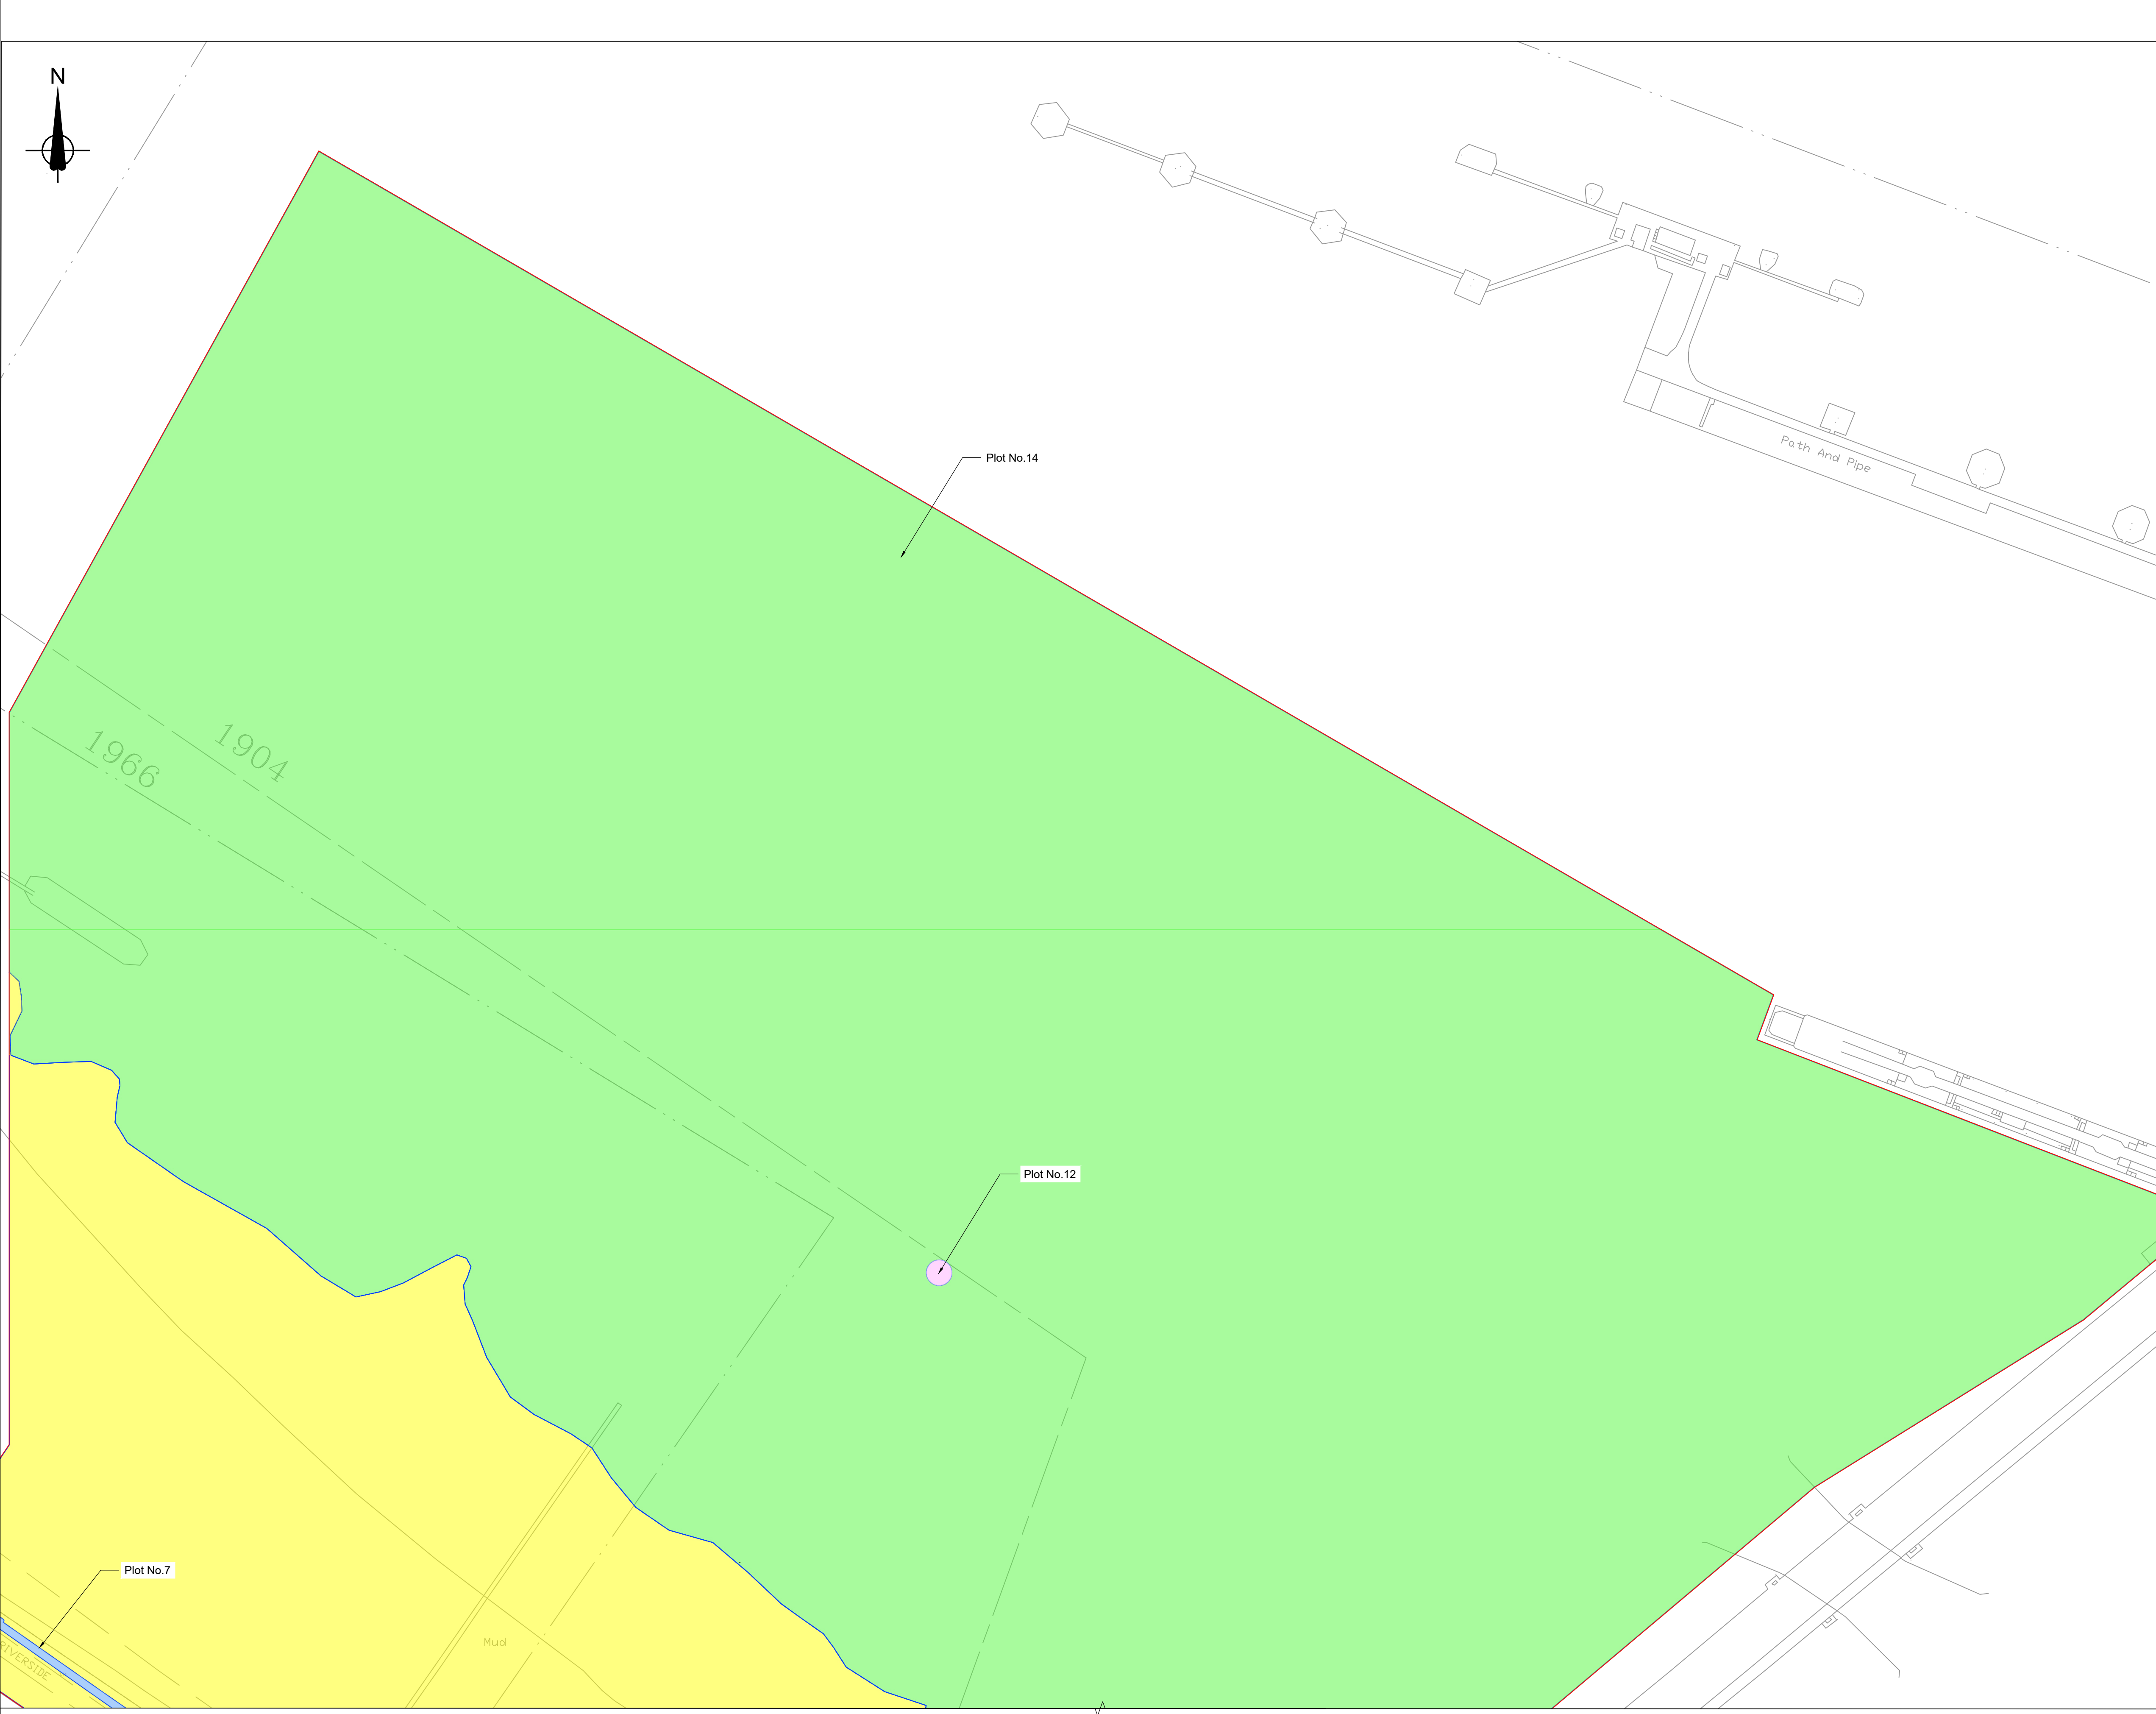 N
Plot No.14
Path And Pipe
1904
1966
Plot No.12
Plot No.7
Mud
RIVERSIDE